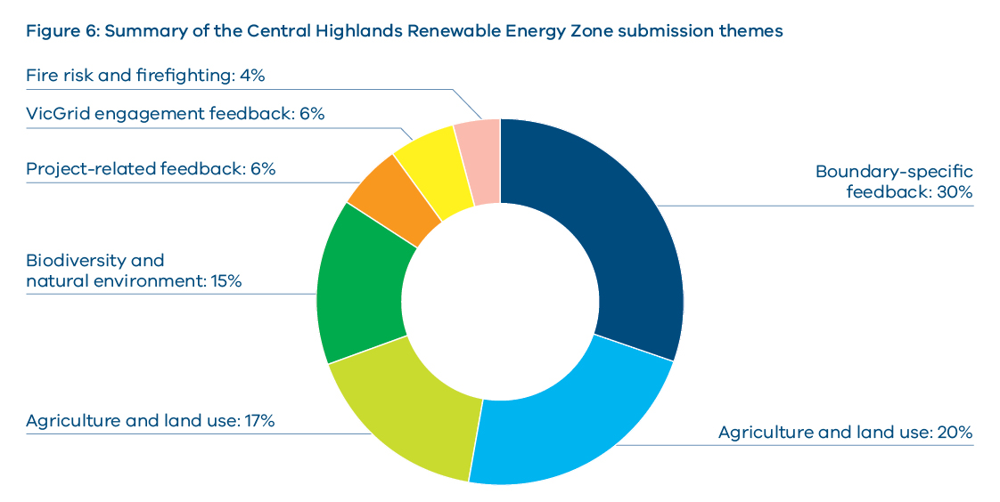 Figure 6: Summary of the Central Highlands Renewable Energy Zone submission themes
Fire risk and firefighting: 4%
VicGrid engagement feedback: 6%
Project-related feedback: 6%
Boundary-specific
feedback: 30%
Biodiversity and
natural environment: 15%
Agriculture and land use: 17%
Agriculture and land use: 20%